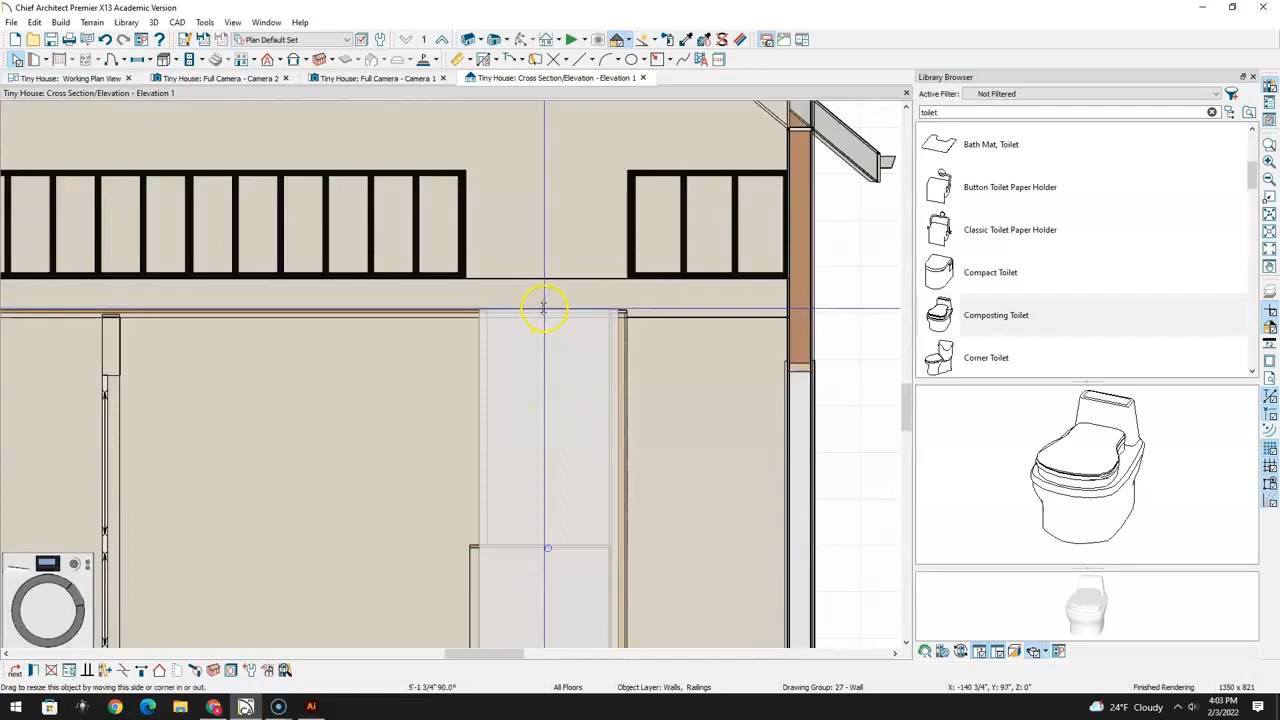 Chief Architect Premier X13 Academic Version
File Edit Build Terrain Library 3D CAD Tools View Window Help
Plan Default Set 1
Tiny House: Working Plan View Tiny House: Full Camera - Camera 2 Tiny House: Full Camera - Camera 1 Tiny House: Cross Section/Elevation - Elevation 1
Tiny House: Cross Section/Elevation - Elevation 1
Library Browser
Active Filter: Not Filtered
toilet
Bath Mat, Toilet
Button Toilet Paper Holder
Classic Toilet Paper Holder
Compact Toilet
Composting Toilet
Corner Toilet
next
Drag to resize this object by moving this side or corner in or out. 5'-1 3/4" 90.0° All Floors Object Layer: Walls, Railings Drawing Group: 27 - Wall X: -140 3/4", Y: 97", Z: 0" Finished Rendering 1350 x 821
Ai 24°F Cloudy 4:03 PM
2/3/2022